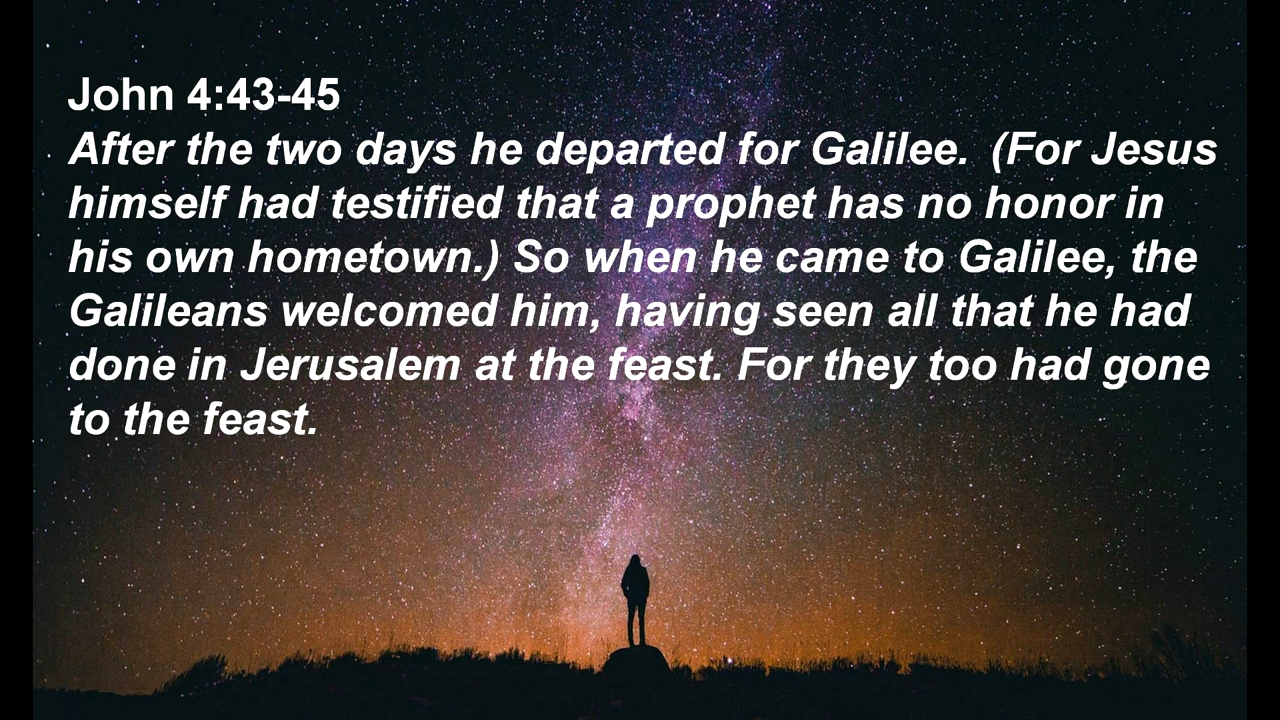 John 4:43-45
After the two days he departed for Galilee.  (For Jesus
himself had testified that a prophet has no honor in
his own hometown.) So when he came to Galilee, the
Galileans welcomed him, having seen all that he had
done in Jerusalem at the feast. For they too had gone
to the feast.